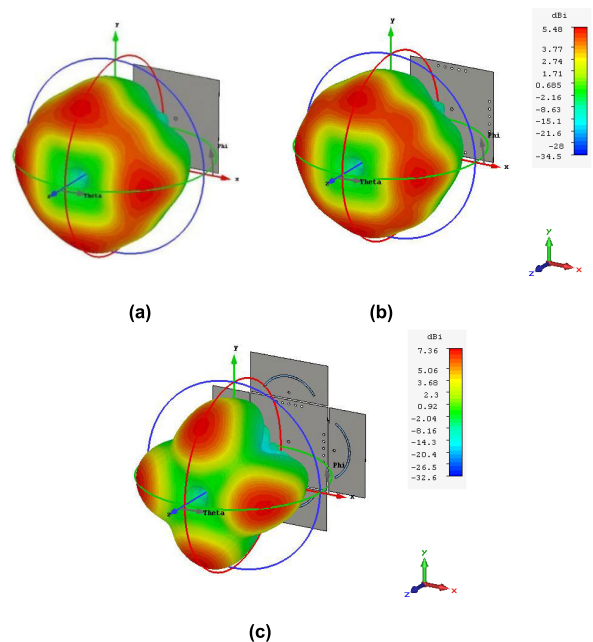 y
Phi
x
Theta
z
(a)
y
Phi
x
Theta
z
(b)
dBi
5.48
3.77
2.74
1.71
0.685
-2.16
-8.63
-15.1
-21.6
-28
-34.5
y
x
z
y
Phi
x
Theta
z
(c)
dBi
7.36
5.06
3.68
2.3
0.92
-2.04
-8.16
-14.3
-20.4
-26.5
-32.6
y
x
z